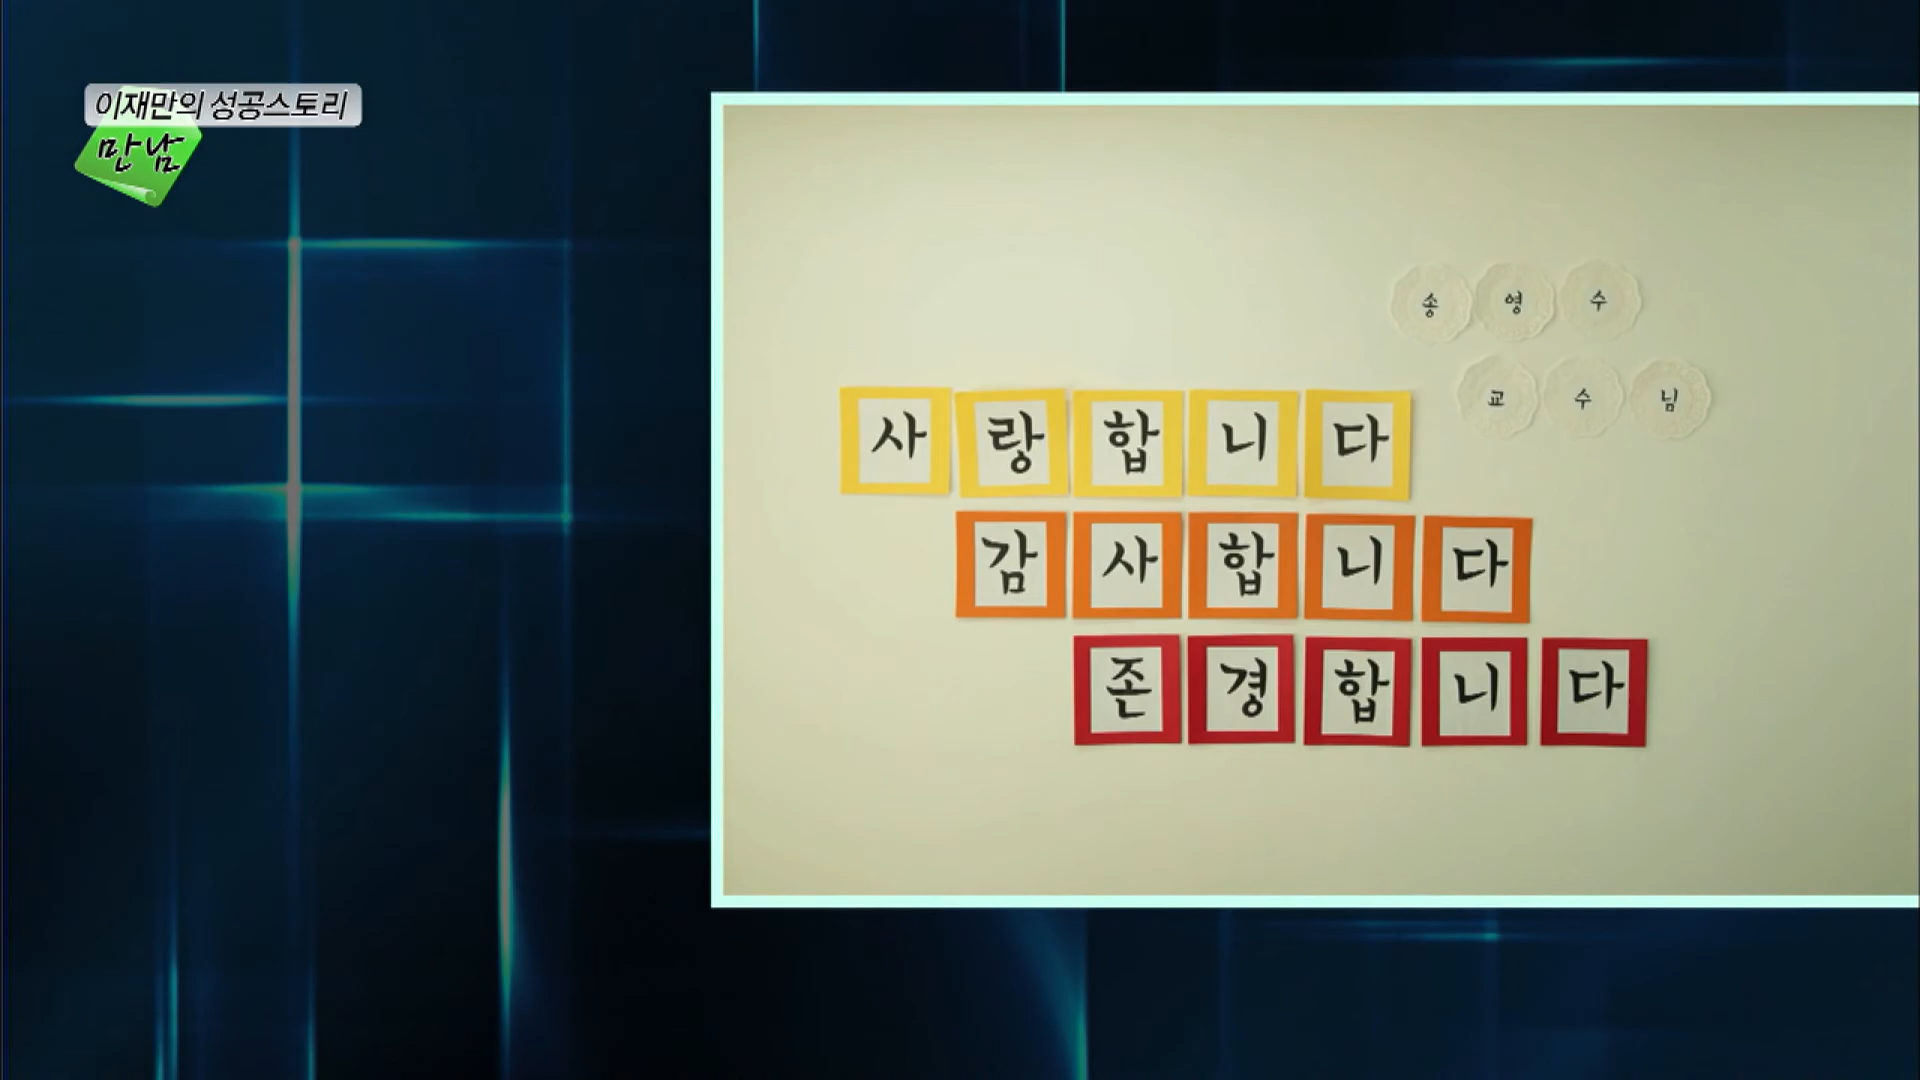 이재만의 성공스토리
만남
송영수
교수님
사랑합니다
감사합니다
존경합니다